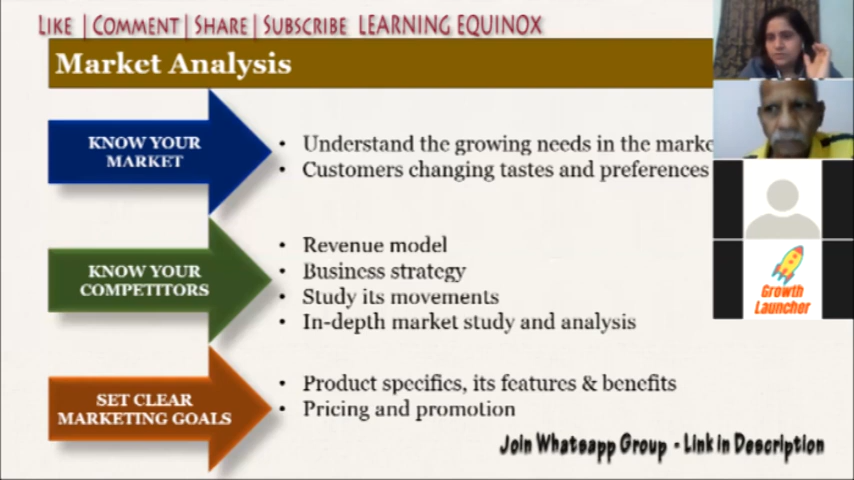 LIKE | COMMENT | SHARE | SUBSCRIBE LEARNING EQUINOX
Market Analysis
KNOW YOUR
MARKET
• Understand the growing needs in the marke
• Customers changing tastes and preferences
KNOW YOUR
COMPETITORS
• Revenue model
• Business strategy
• Study its movements
• In-depth market study and analysis
Growth
Launcher
SET CLEAR
MARKETING GOALS
• Product specifics, its features & benefits
• Pricing and promotion
Join Whatsapp Group - Link in Description